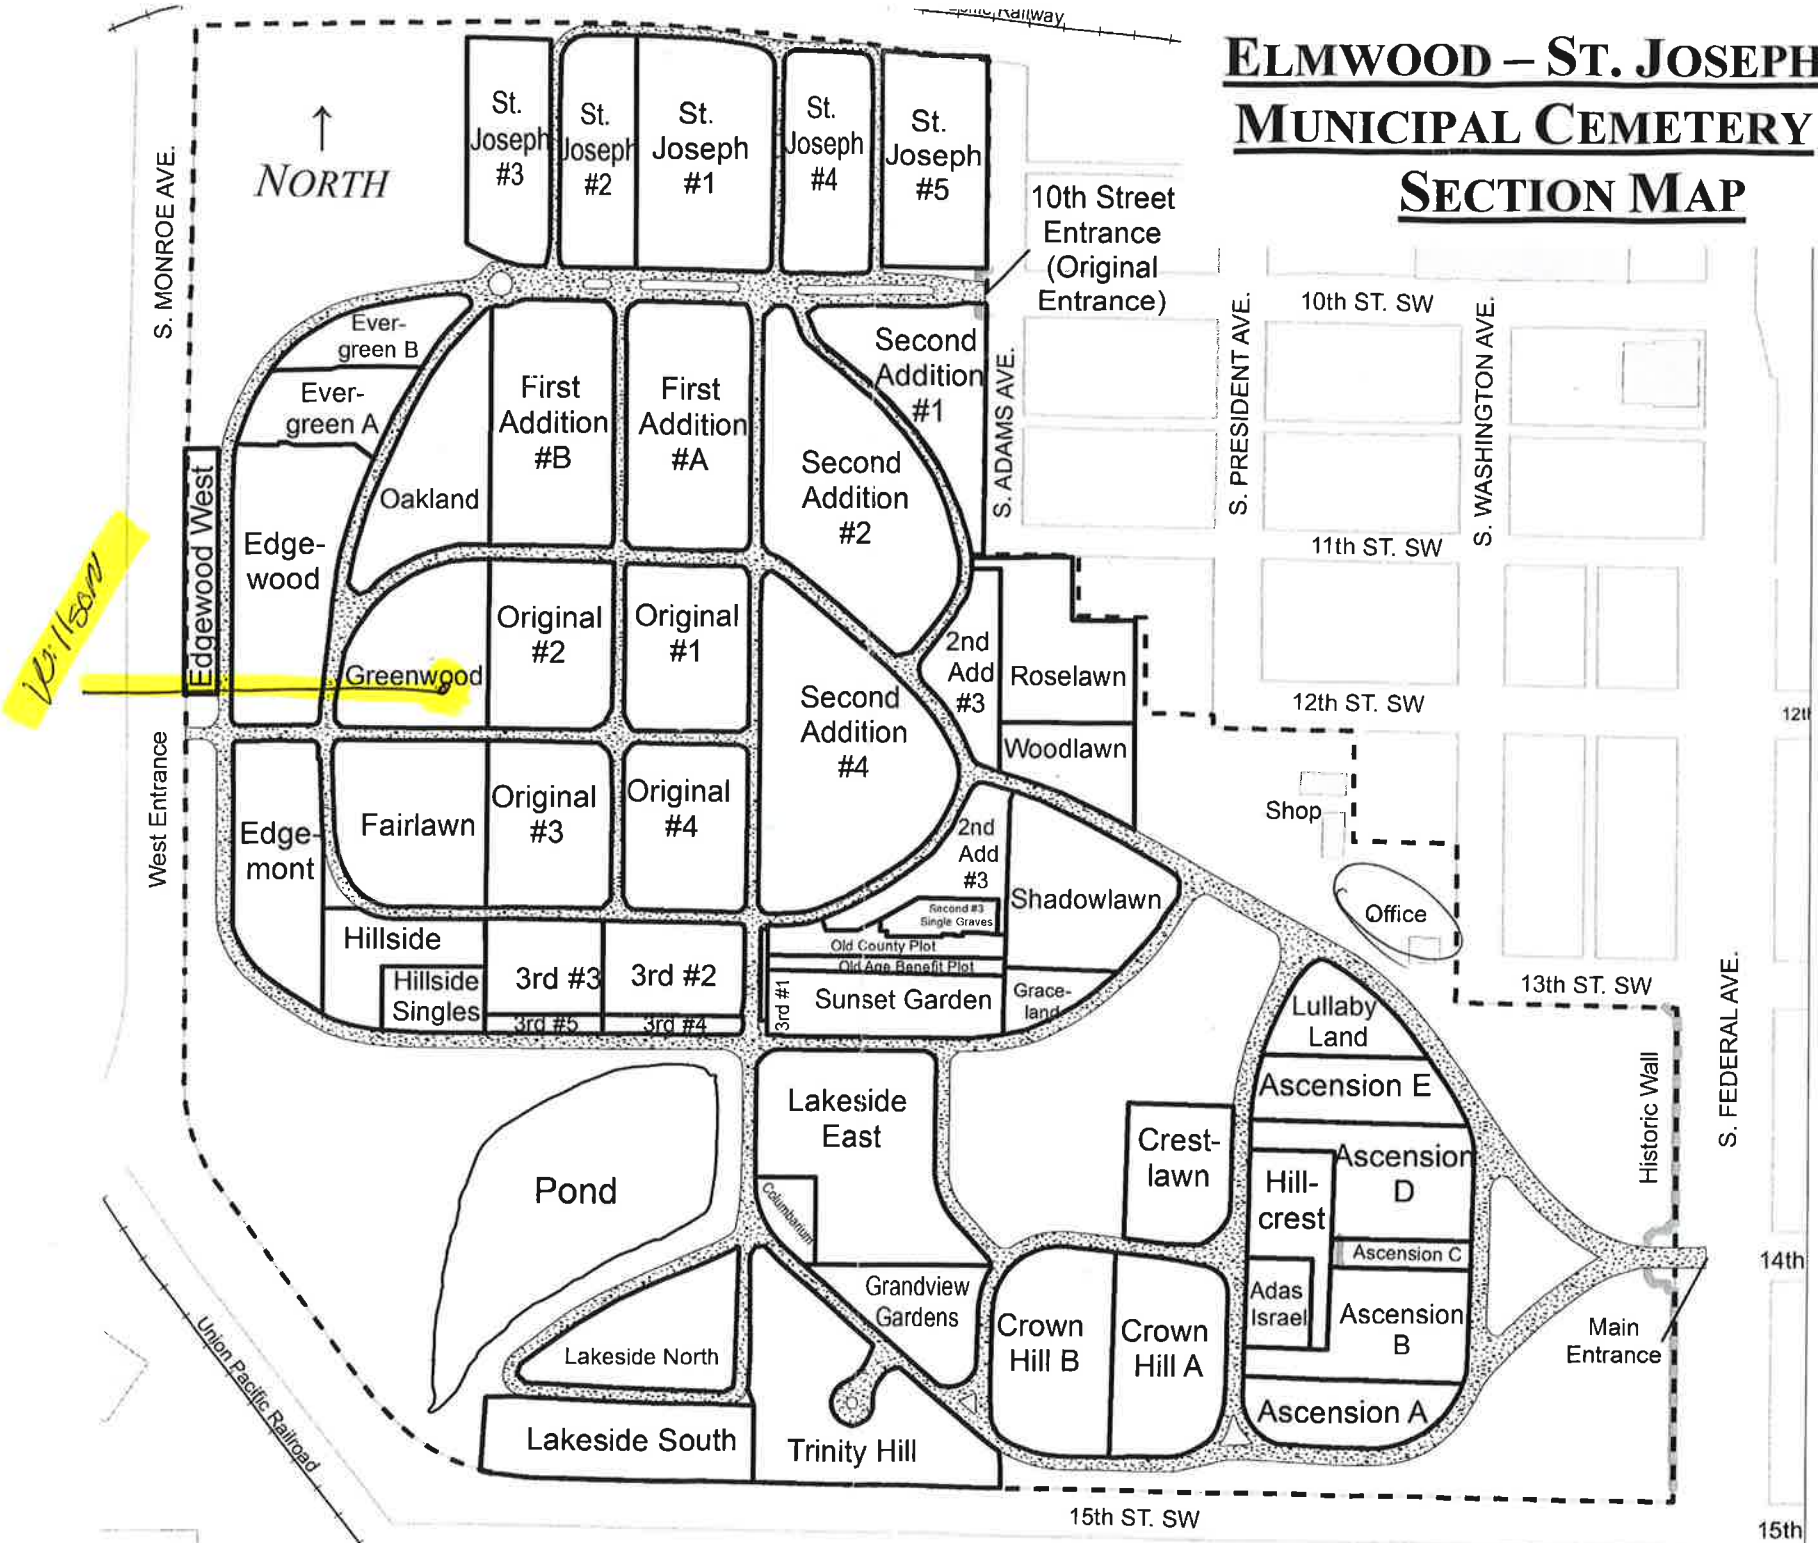 Railway
ELMWOOD – ST. JOSEPH
MUNICIPAL CEMETERY
SECTION MAP
↑
NORTH
S. MONROE AVE.
St.
Joseph
#3
St.
Joseph
#2
St.
Joseph
#1
St.
Joseph
#4
St.
Joseph
#5
10th Street
Entrance
(Original
Entrance)
10th ST. SW
S. ADAMS AVE.
S. PRESIDENT AVE.
S. WASHINGTON AVE.
Ever-
green B
Ever-
green A
First
Addition
#B
First
Addition
#A
Second
Addition
#1
Second
Addition
#2
Oakland
Edgewood West
Edge-
wood
11th ST. SW
Willson
Greenwood
Original
#2
Original
#1
2nd
Add
#3
Roselawn
Second
Addition
#4
12th ST. SW
12th
Woodlawn
West Entrance
Edge-
mont
Fairlawn
Original
#3
Original
#4
2nd
Add
#3
Shop
Shadowlawn
Office
Second #3
Single Graves
Hillside
Hillside
Singles
3rd #3
3rd #2
3rd #5
3rd #4
3rd #1
Old County Plot
Old Age Benefit Plot
Sunset Garden
Grace-
land
13th ST. SW
S. FEDERAL AVE.
Historic Wall
Lullaby
Land
Ascension E
Lakeside
East
Crest-
lawn
Ascension
D
Hill-
crest
Pond
Columbarium
Ascension C
14th
Grandview
Gardens
Adas
Israel
Ascension
B
Crown
Hill B
Crown
Hill A
Main
Entrance
Union Pacific Railroad
Lakeside North
Ascension A
Lakeside South
Trinity Hill
15th ST. SW
15th